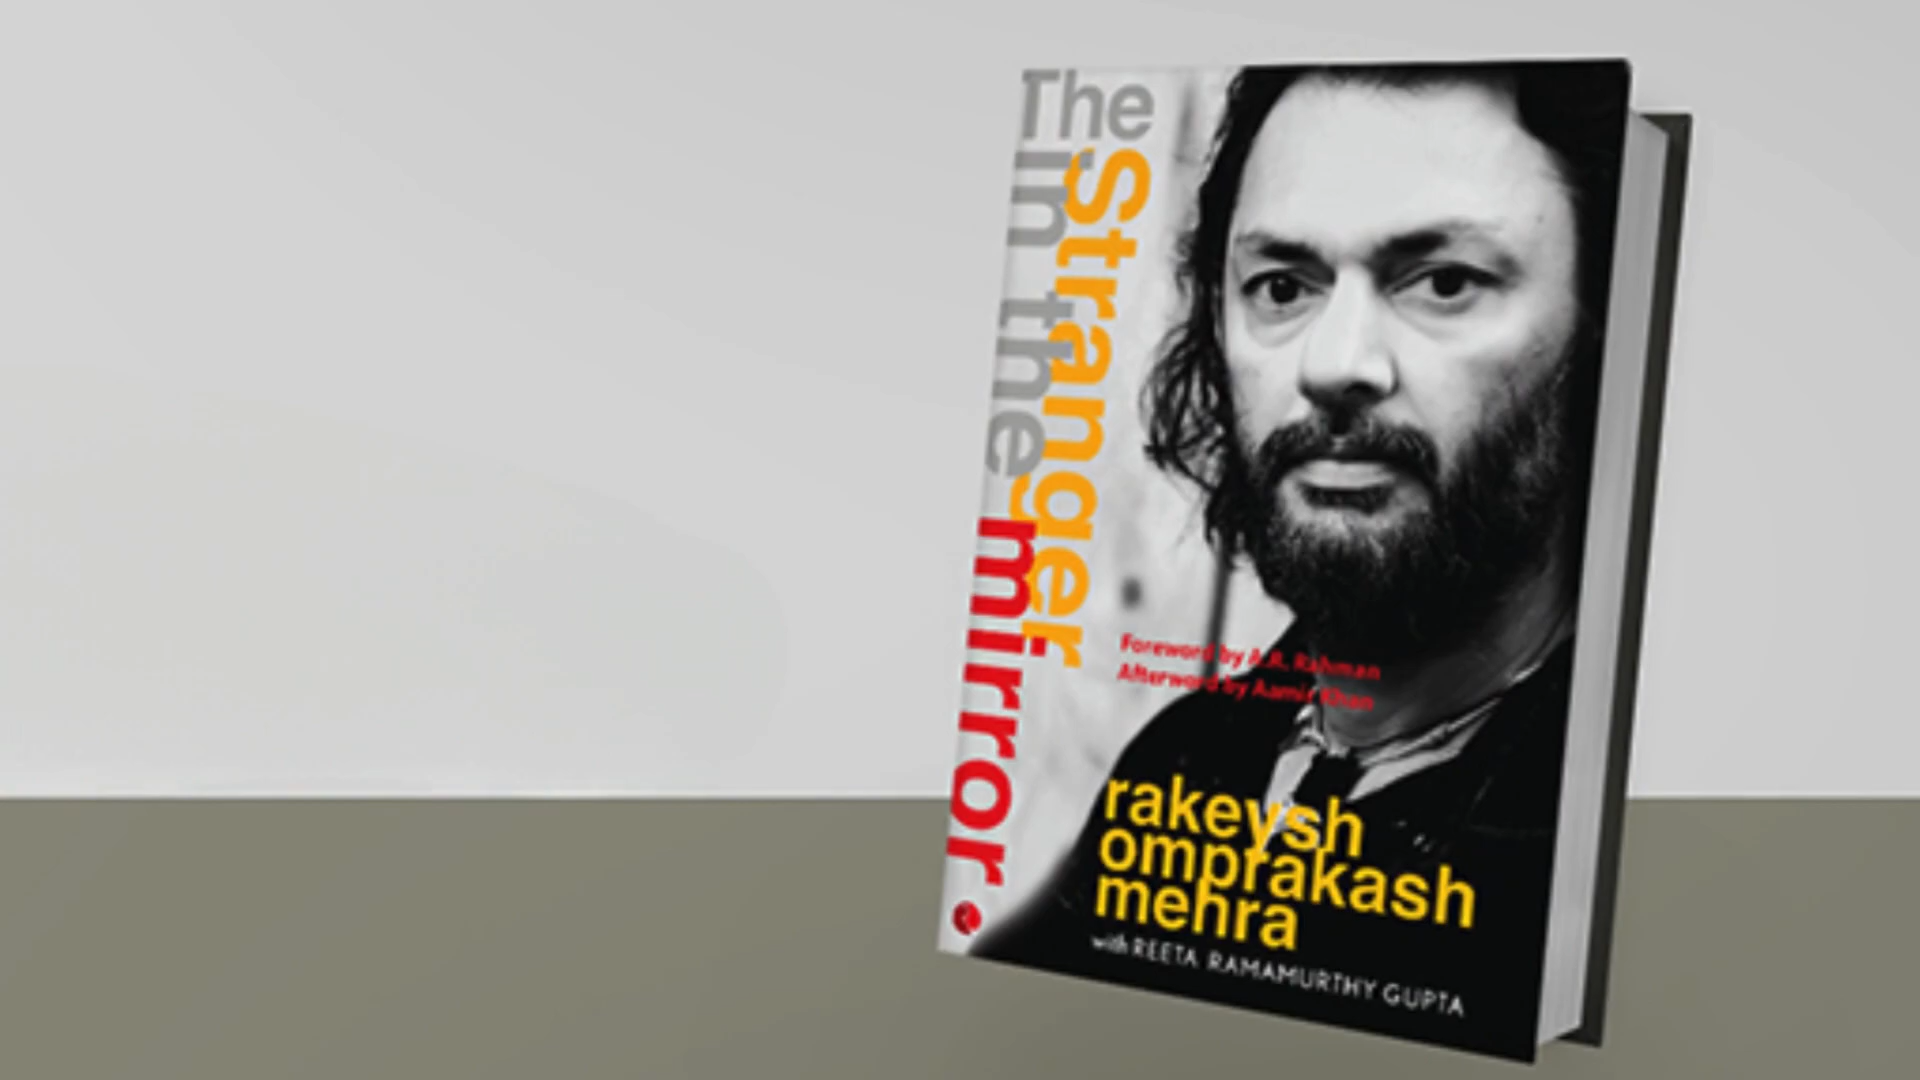 The
Stranger
in the
mirror
Foreword by A.R. Rahman
Afterword by Aamir Khan
rakeysh
omprakash
mehra
with REETA RAMAMURTHY GUPTA